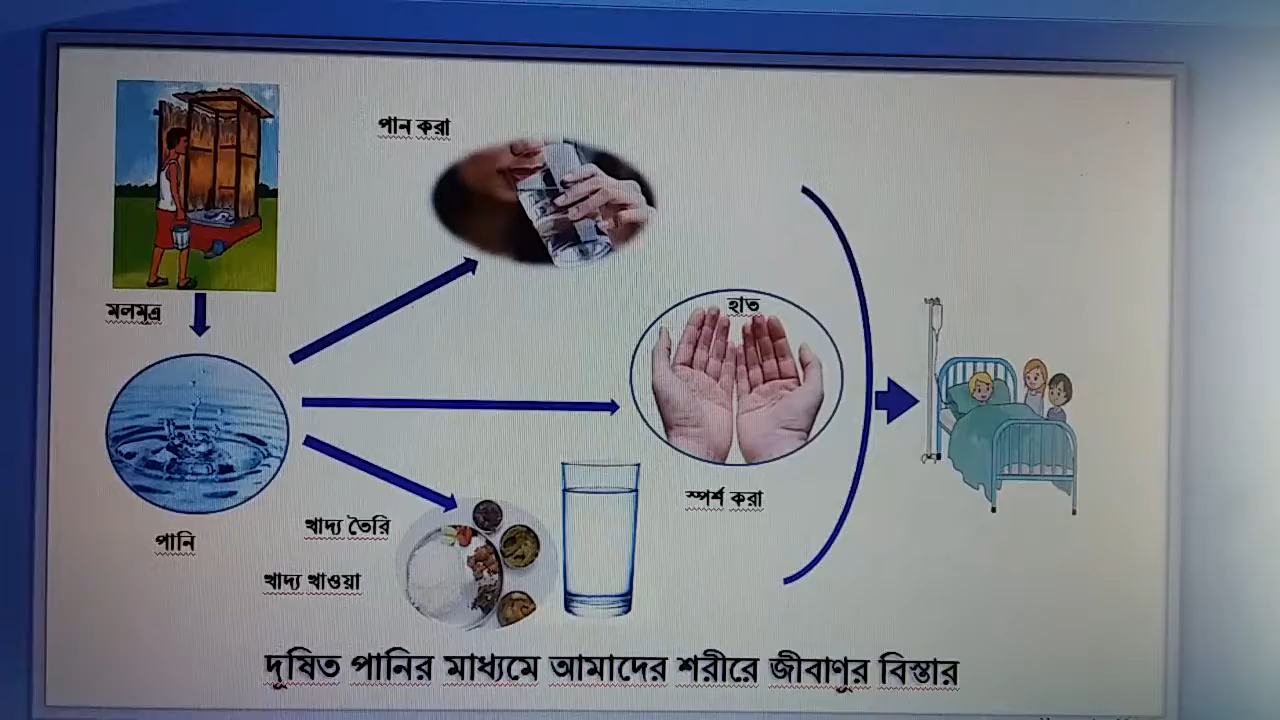 পান করা
মলমূত্র
হাত
স্পর্শ করা
খাদ্য তৈরি
পানি
খাদ্য খাওয়া
দূষিত পানির মাধ্যমে আমাদের শরীরে জীবাণুর বিস্তার